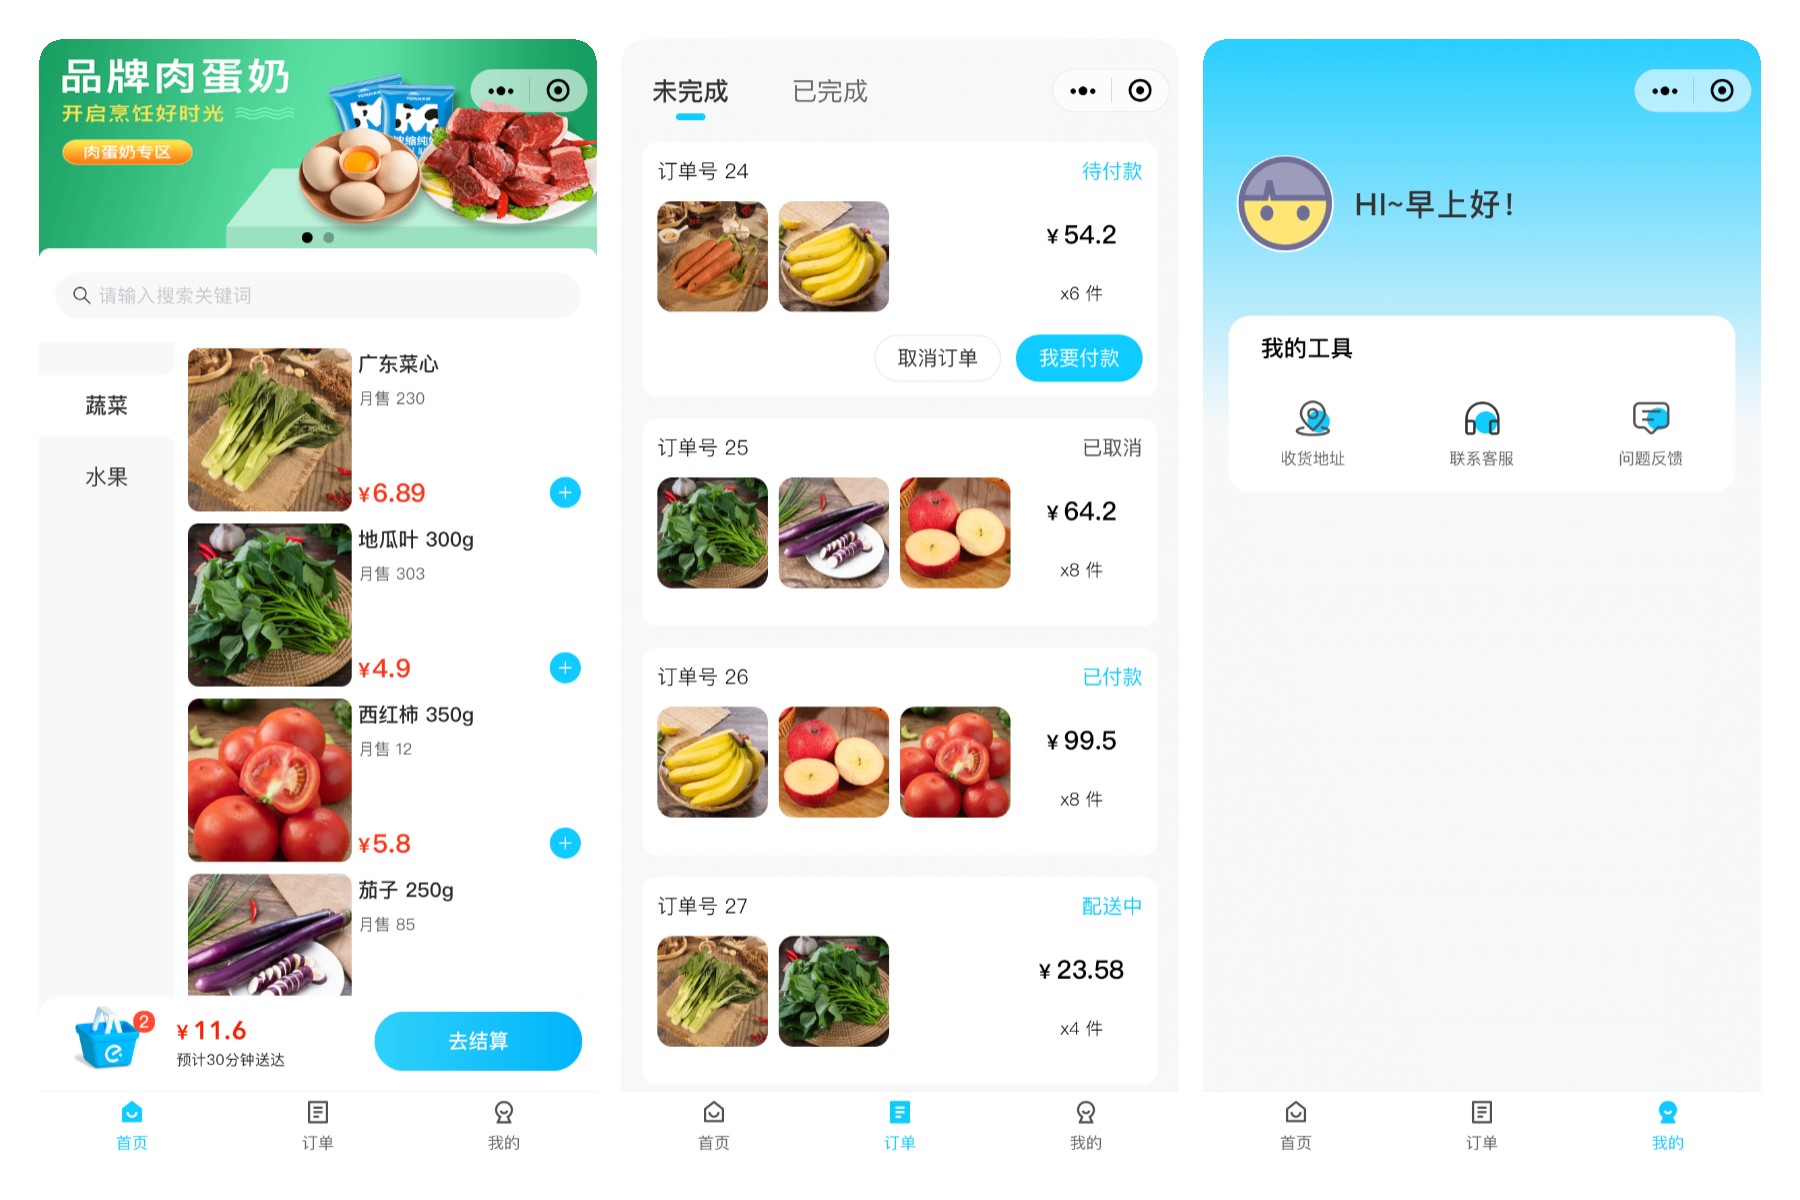 品牌肉蛋奶
开启烹饪好时光
肉蛋奶专区
请输入搜索关键词
蔬菜
水果
广东菜心
月售 230
¥6.89
地瓜叶 300g
月售 303
¥4.9
西红柿 350g
月售 12
¥5.8
茄子 250g
月售 85
2
¥ 11.6
预计30分钟送达
去结算
首页
订单
我的
未完成
已完成
订单号 24
待付款
¥ 54.2
x6 件
取消订单
我要付款
订单号 25
已取消
¥ 64.2
x8 件
订单号 26
已付款
¥ 99.5
x8 件
订单号 27
配送中
¥ 23.58
x4 件
首页
订单
我的
HI~早上好!
我的工具
收货地址
联系客服
问题反馈
首页
订单
我的